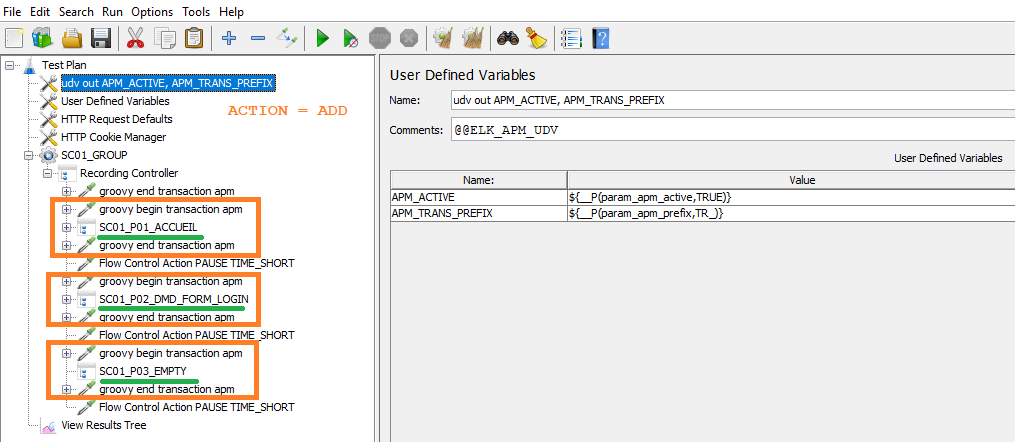 File Edit Search Run Options Tools Help
STOP
Test Plan
udv out APM_ACTIVE, APM_TRANS_PREFIX
User Defined Variables
HTTP Request Defaults
HTTP Cookie Manager
SC01_GROUP
Recording Controller
groovy end transaction apm
groovy begin transaction apm
SC01_P01_ACCUEIL
groovy end transaction apm
Flow Control Action PAUSE TIME_SHORT
groovy begin transaction apm
SC01_P02_DMD_FORM_LOGIN
groovy end transaction apm
Flow Control Action PAUSE TIME_SHORT
groovy begin transaction apm
SC01_P03_EMPTY
groovy end transaction apm
Flow Control Action PAUSE TIME_SHORT
View Results Tree
ACTION = ADD
User Defined Variables
Name: udv out APM_ACTIVE, APM_TRANS_PREFIX
Comments: @@ELK_APM_UDV
User Defined Variables
Name: Value
APM_ACTIVE ${__P(param_apm_active,TRUE)}
APM_TRANS_PREFIX ${__P(param_apm_prefix,TR_)}